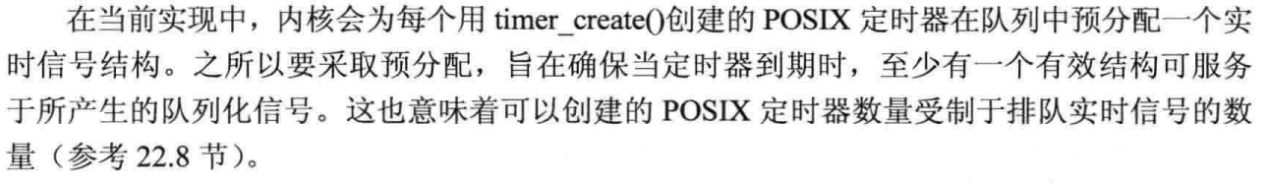 在当前实现中，内核会为每个用 timer_create()创建的 POSIX 定时器在队列中预分配一个实
时信号结构。之所以要采取预分配，旨在确保当定时器到期时，至少有一个有效结构可服务
于所产生的队列化信号。这也意味着可以创建的 POSIX 定时器数量受制于排队实时信号的数
量（参考 22.8 节）。